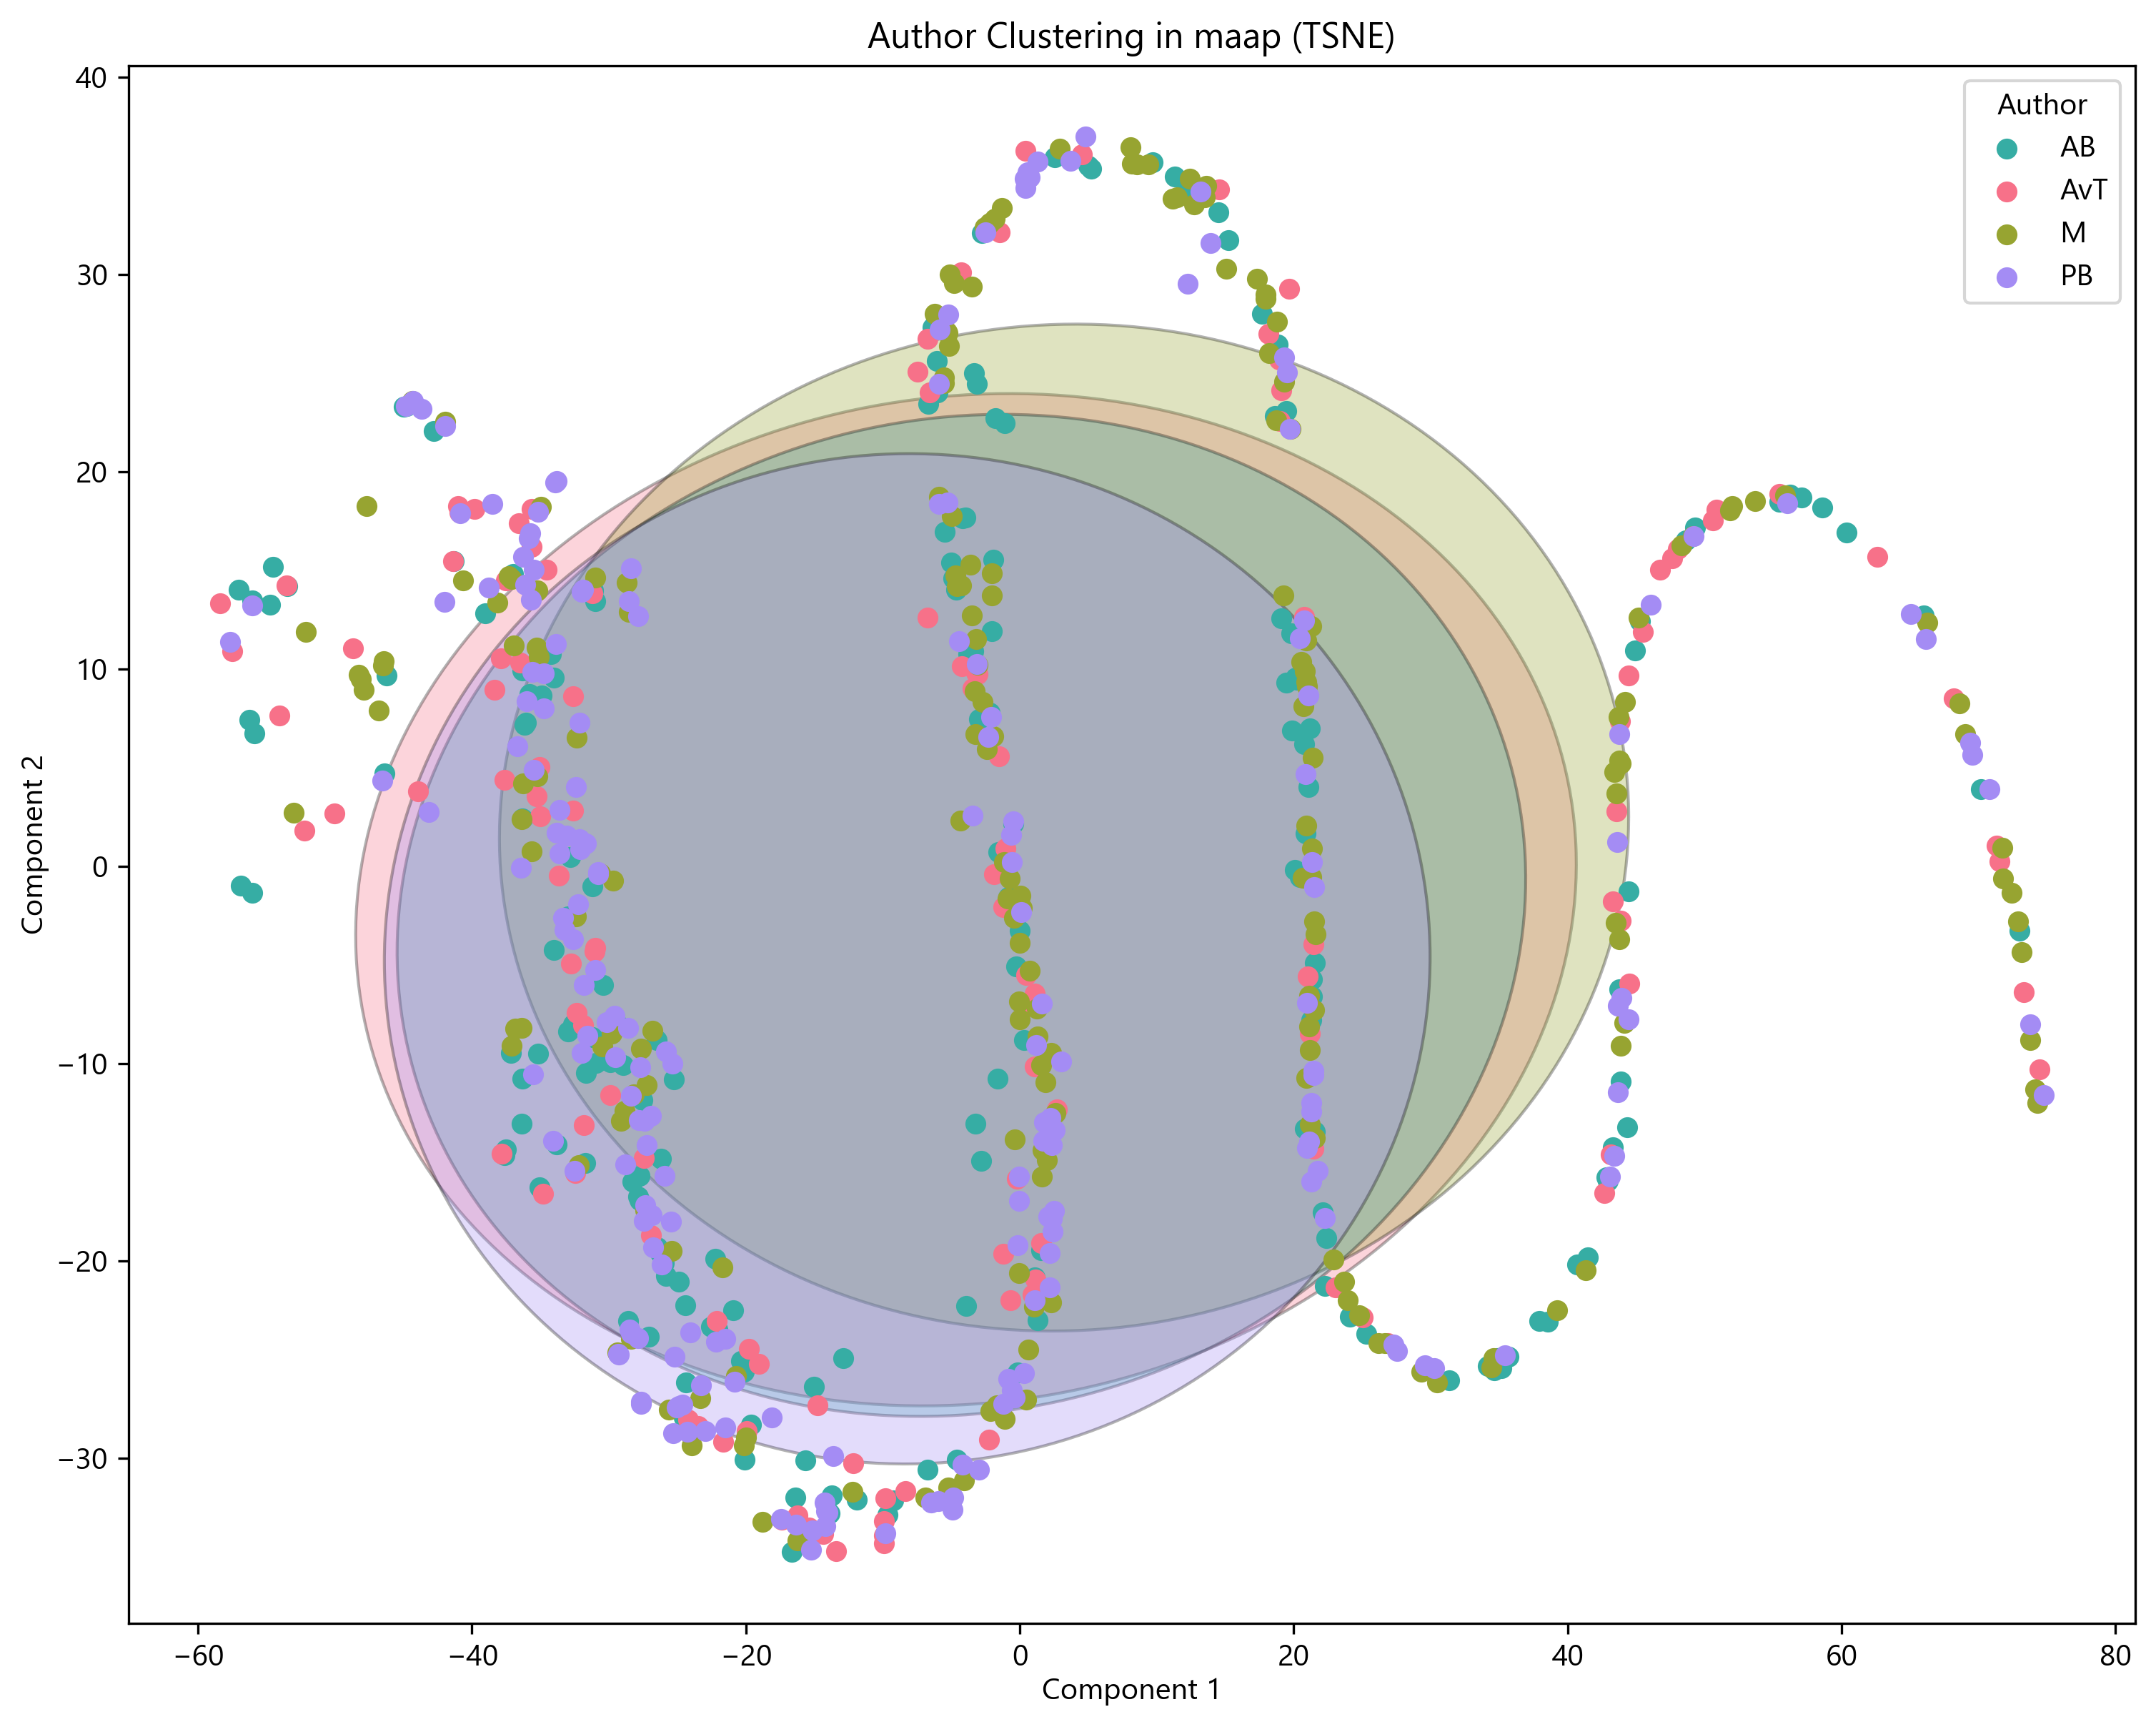 Author Clustering in maap (TSNE)
Author
AB
AvT
M
PB
Component 2
40
30
20
10
0
−10
−20
−30
−60
−40
−20
0
20
40
60
80
Component 1